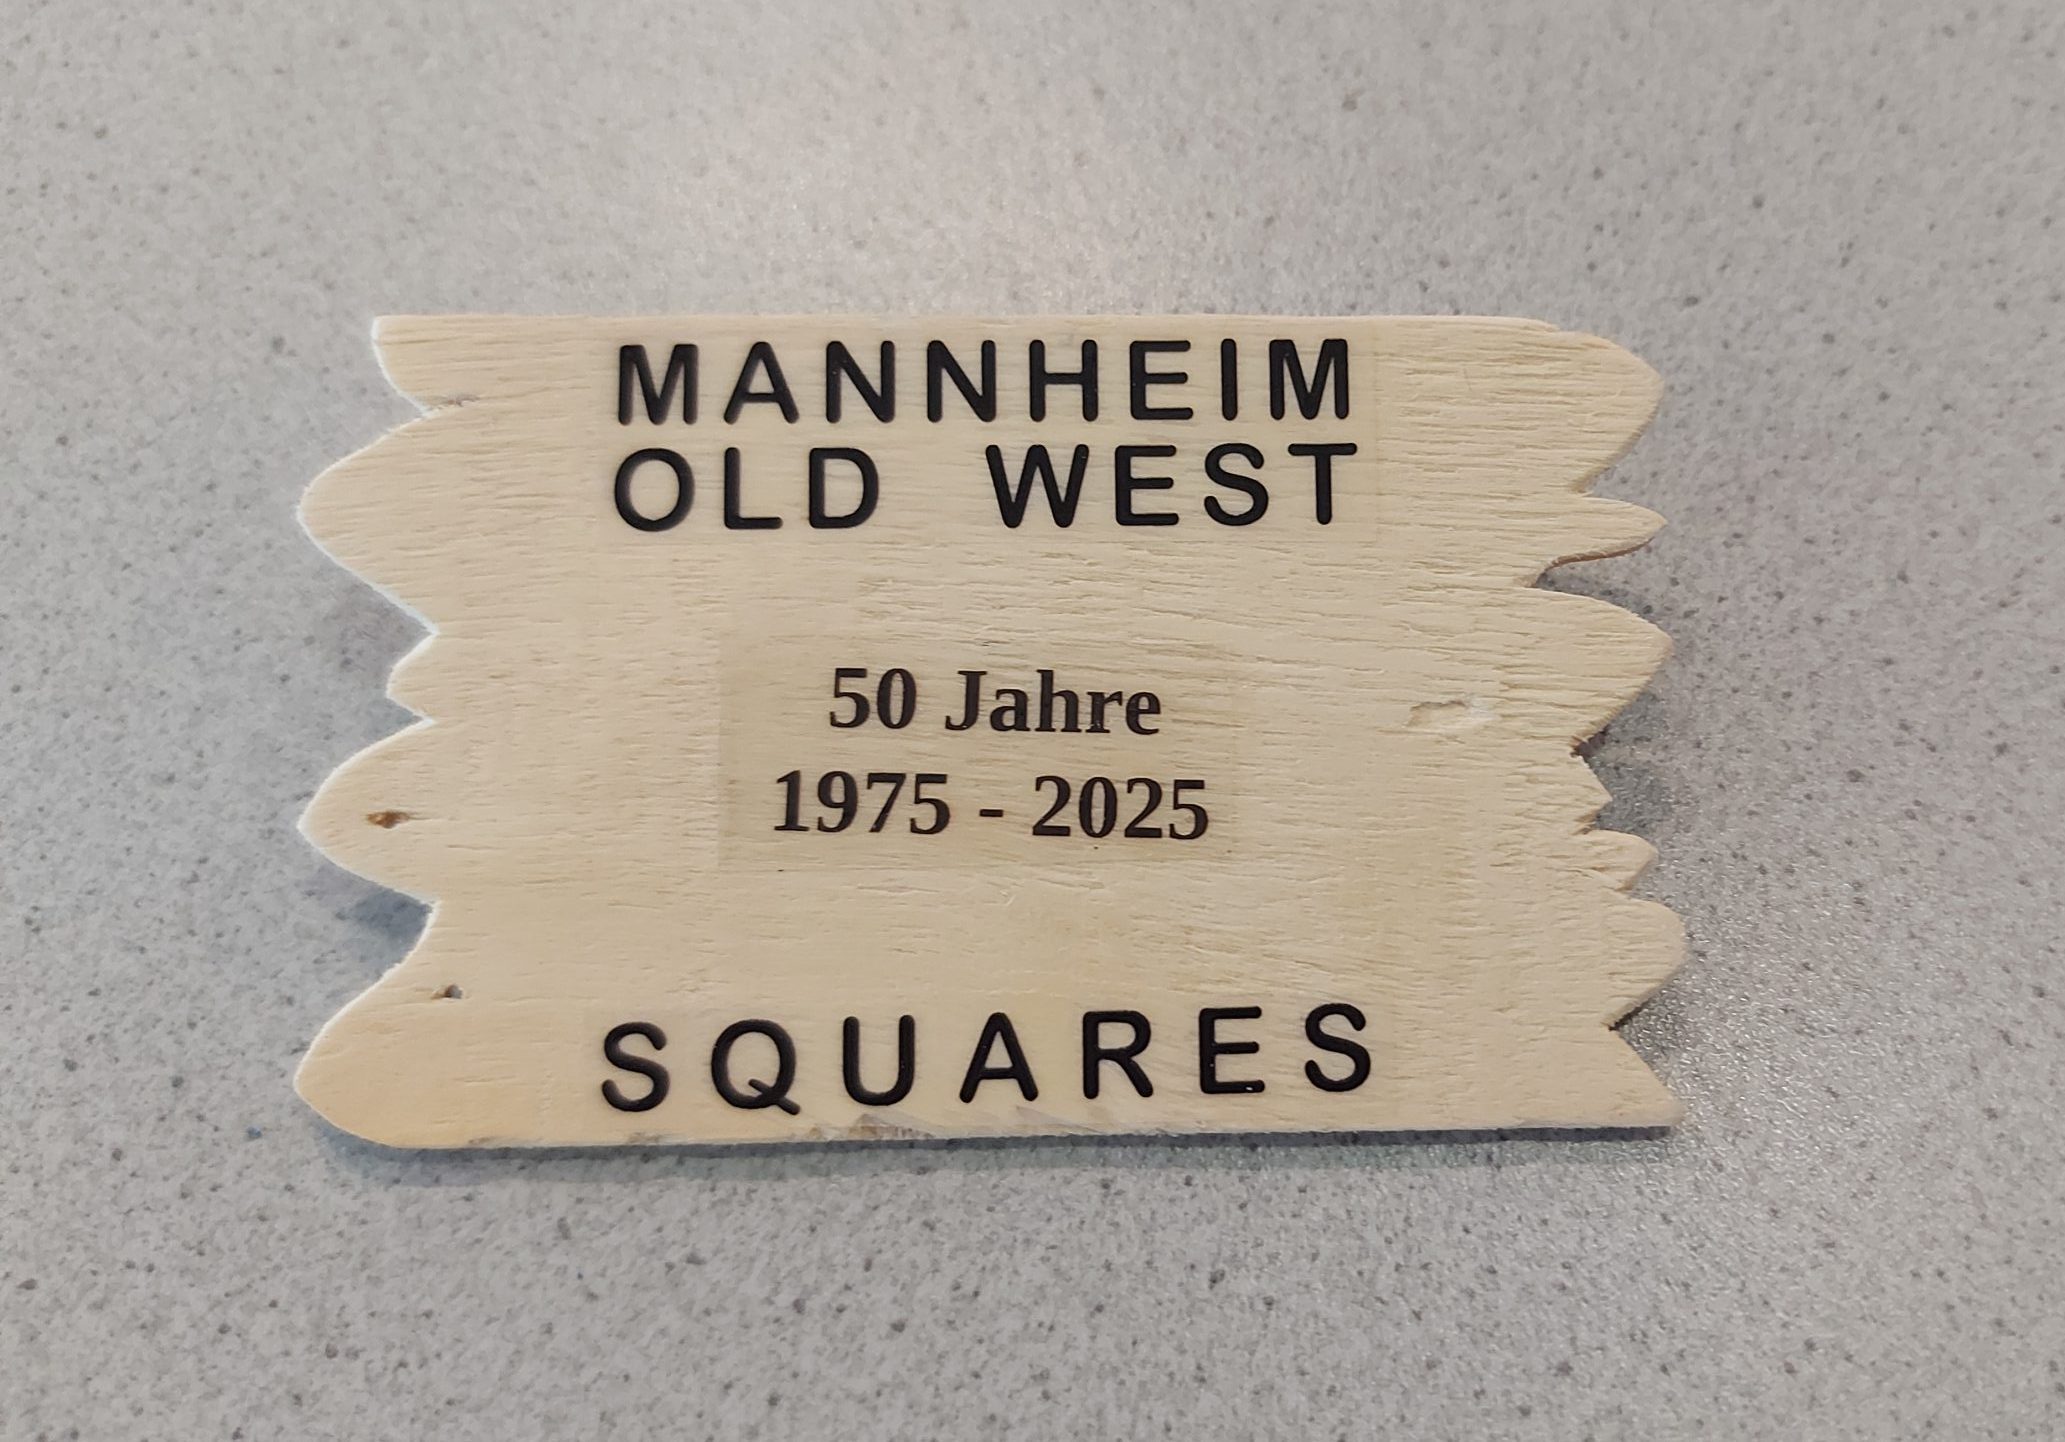 MANNHEIM
OLD WEST
50 Jahre
1975 - 2025
SQUARES